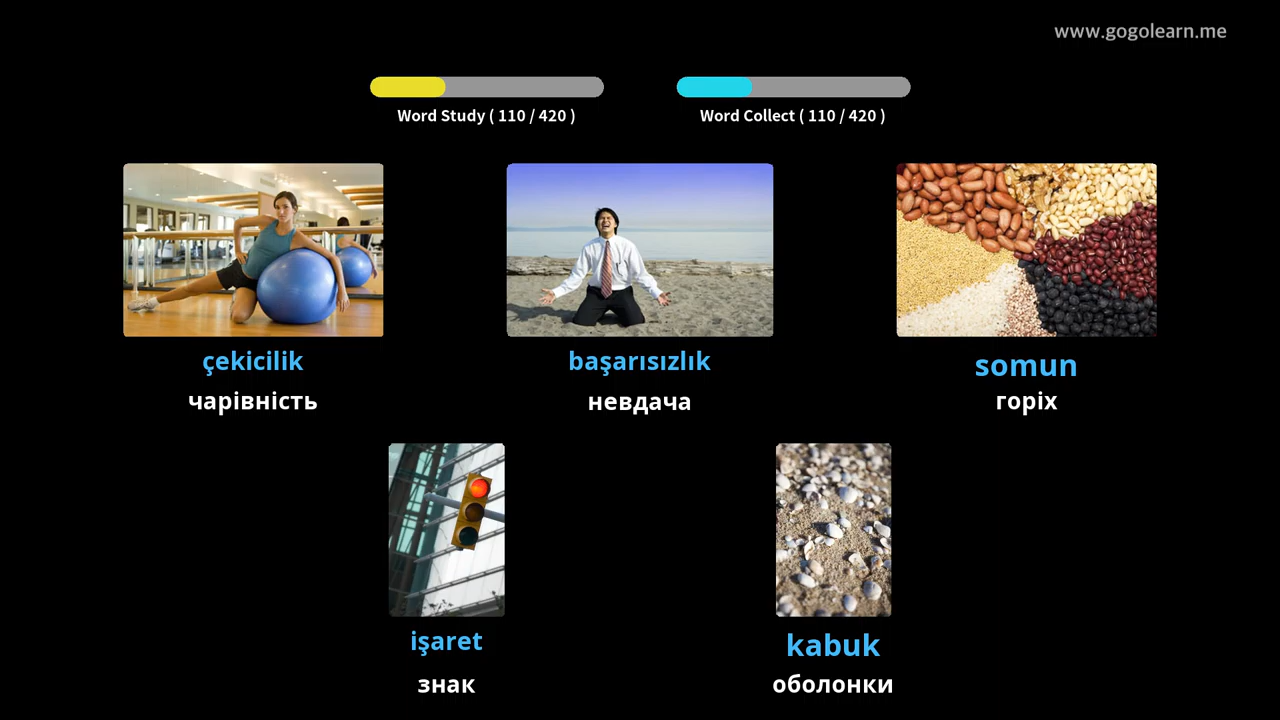 www.gogolearn.me
Word Study ( 110 / 420 )
Word Collect ( 110 / 420 )
çekicilik
чарівність
başarısızlık
невдача
somun
горіх
işaret
знак
kabuk
оболонки